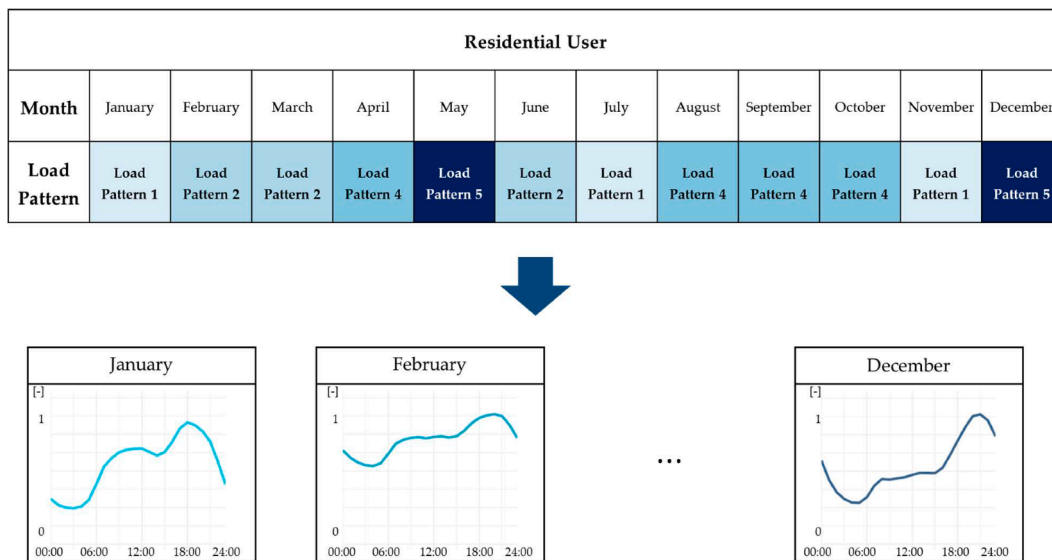 Residential User
Month January February March April May June July August September October November December
Load Pattern Load Pattern 1 Load Pattern 2 Load Pattern 2 Load Pattern 4 Load Pattern 5 Load Pattern 2 Load Pattern 1 Load Pattern 4 Load Pattern 4 Load Pattern 4 Load Pattern 1 Load Pattern 5
January
[-]
1
0
00:00 06:00 12:00 18:00 24:00
February
[-]
1
0
00:00 06:00 12:00 18:00 24:00
...
December
[-]
1
0
00:00 06:00 12:00 18:00 24:00